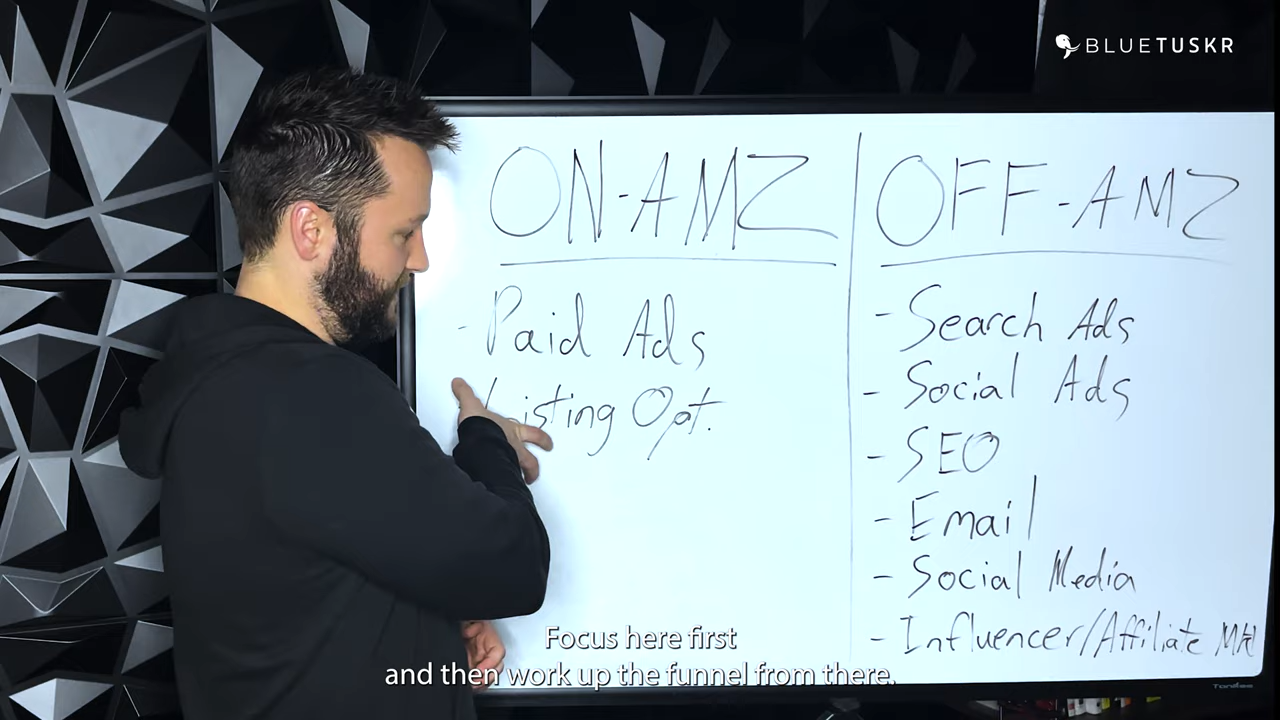 BLUETUSKR
ON-AMZ
- Paid Ads
Listing Opt.
OFF-AMZ
- Search Ads
- Social Ads
- SEO
- Email
- Social Media
- Influencer/Affiliate Mkt
Focus here first
and then work up the funnel from there.